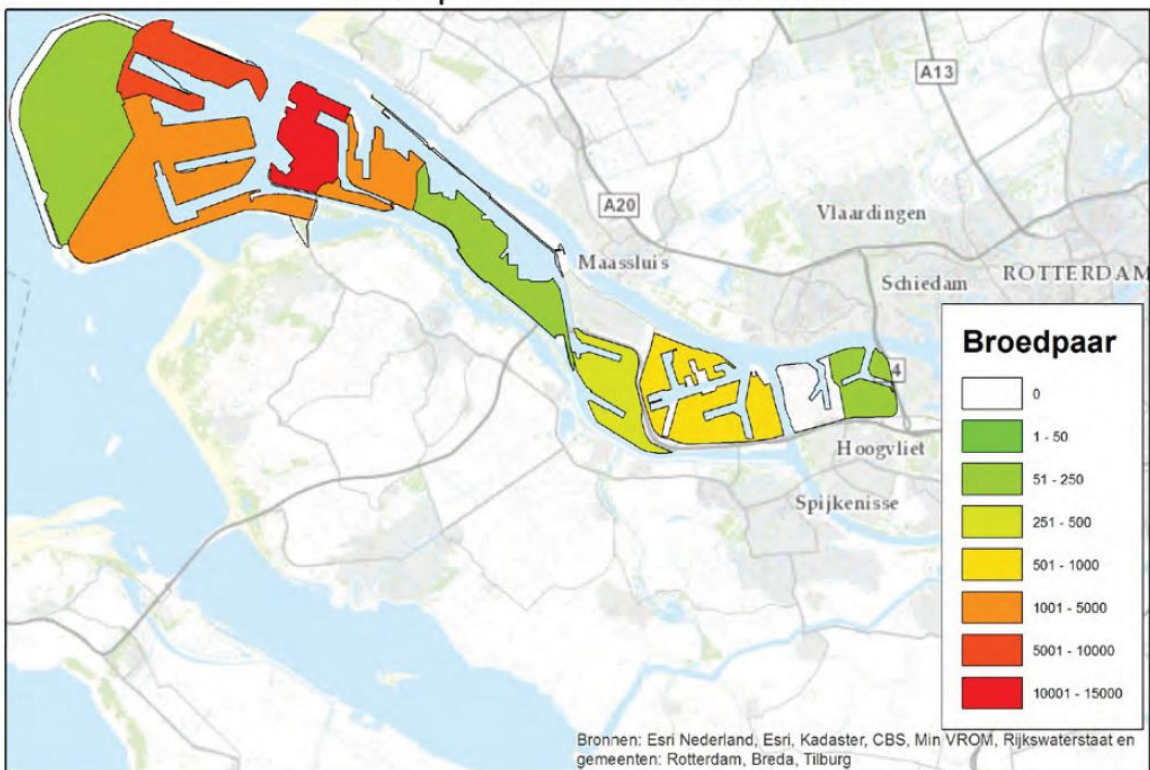 A13
A20
Vlaardingen
Maassluis
Schiedam
ROTTERDAM
4
Hoogvliet
Spijkenisse
Broedpaar
0
1 - 50
51 - 250
251 - 500
501 - 1000
1001 - 5000
5001 - 10000
10001 - 15000
Bronnen: Esri Nederland, Esri, Kadaster, CBS, Min VROM, Rijkswaterstaat en
gemeenten: Rotterdam, Breda, Tilburg